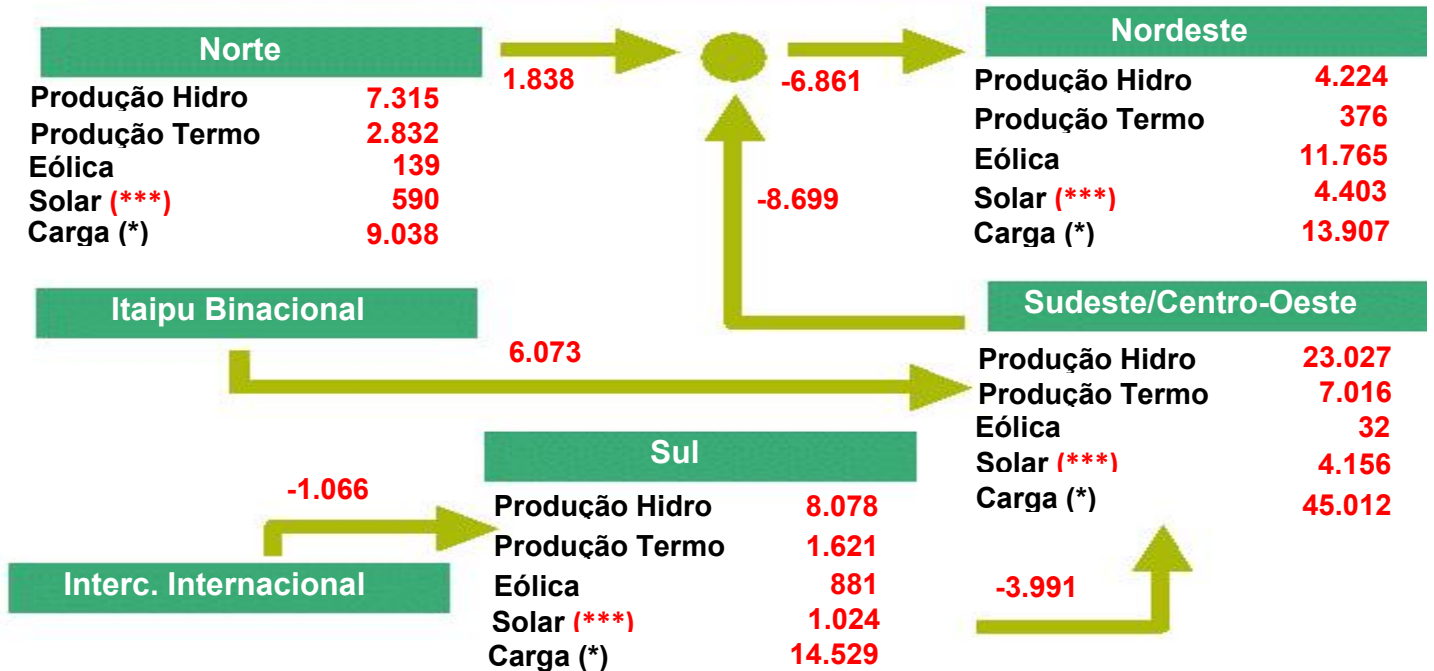 Norte
Produção Hidro 7.315
Produção Termo 2.832
Eólica 139
Solar (***) 590
Carga (*) 9.038
1.838
-6.861
-8.699
Nordeste
Produção Hidro 4.224
Produção Termo 376
Eólica 11.765
Solar (***) 4.403
Carga (*) 13.907
Itaipu Binacional
6.073
Sudeste/Centro-Oeste
Produção Hidro 23.027
Produção Termo 7.016
Eólica 32
Solar (***) 4.156
Carga (*) 45.012
Sul
Produção Hidro 8.078
Produção Termo 1.621
Eólica 881
Solar (***) 1.024
Carga (*) 14.529
-1.066
Interc. Internacional
-3.991